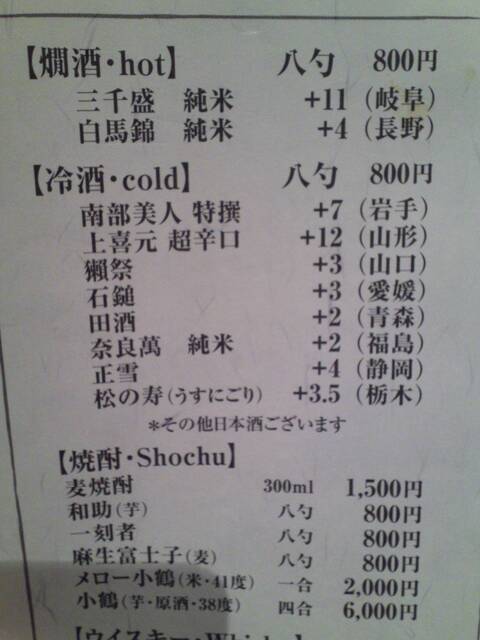 【燗酒・hot】 八勺 800円
三千盛 純米 +11（岐阜）
白馬錦 純米 +4（長野）
【冷酒・cold】 八勺 800円
南部美人 特撰 +7（岩手）
上喜元 超辛口 +12（山形）
獺祭 +3（山口）
石鎚 +3（愛媛）
田酒 +2（青森）
奈良萬 純米 +2（福島）
正雪 +4（静岡）
松の寿（うすにごり） +3.5（栃木）
*その他日本酒ございます
【焼酎・Shochu】
麦焼酎 300ml 1,500円
和助（芋） 八勺 800円
一刻者 八勺 800円
麻生富士子（麦） 八勺 800円
メロー小鶴（米・41度） 一合 2,000円
小鶴（芋・原酒・38度） 四合 6,000円
【ウイスキー・Whisky】